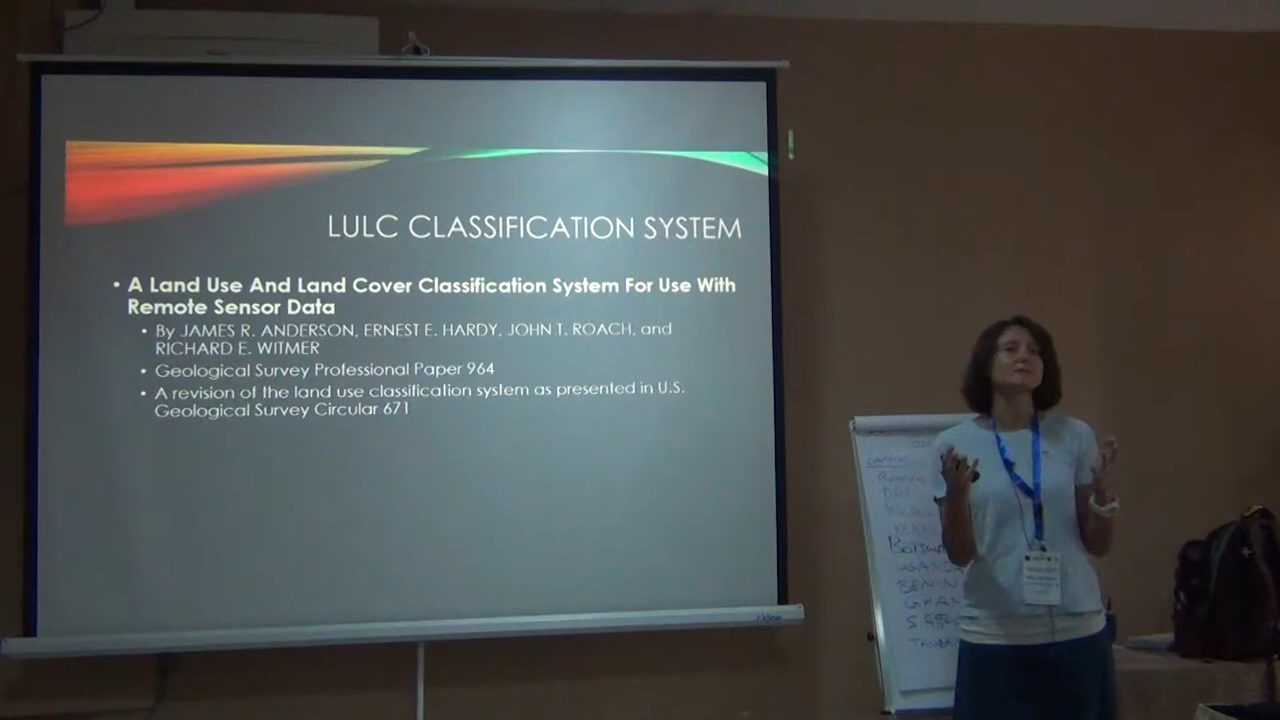 LULC CLASSIFICATION SYSTEM
• A Land Use And Land Cover Classification System For Use With
Remote Sensor Data
• By JAMES R. ANDERSON, ERNEST E. HARDY, JOHN T. ROACH, and
RICHARD E. WITMER
• Geological Survey Professional Paper 964
• A revision of the land use classification system as presented in U.S.
Geological Survey Circular 671
UGANDA
BENIN